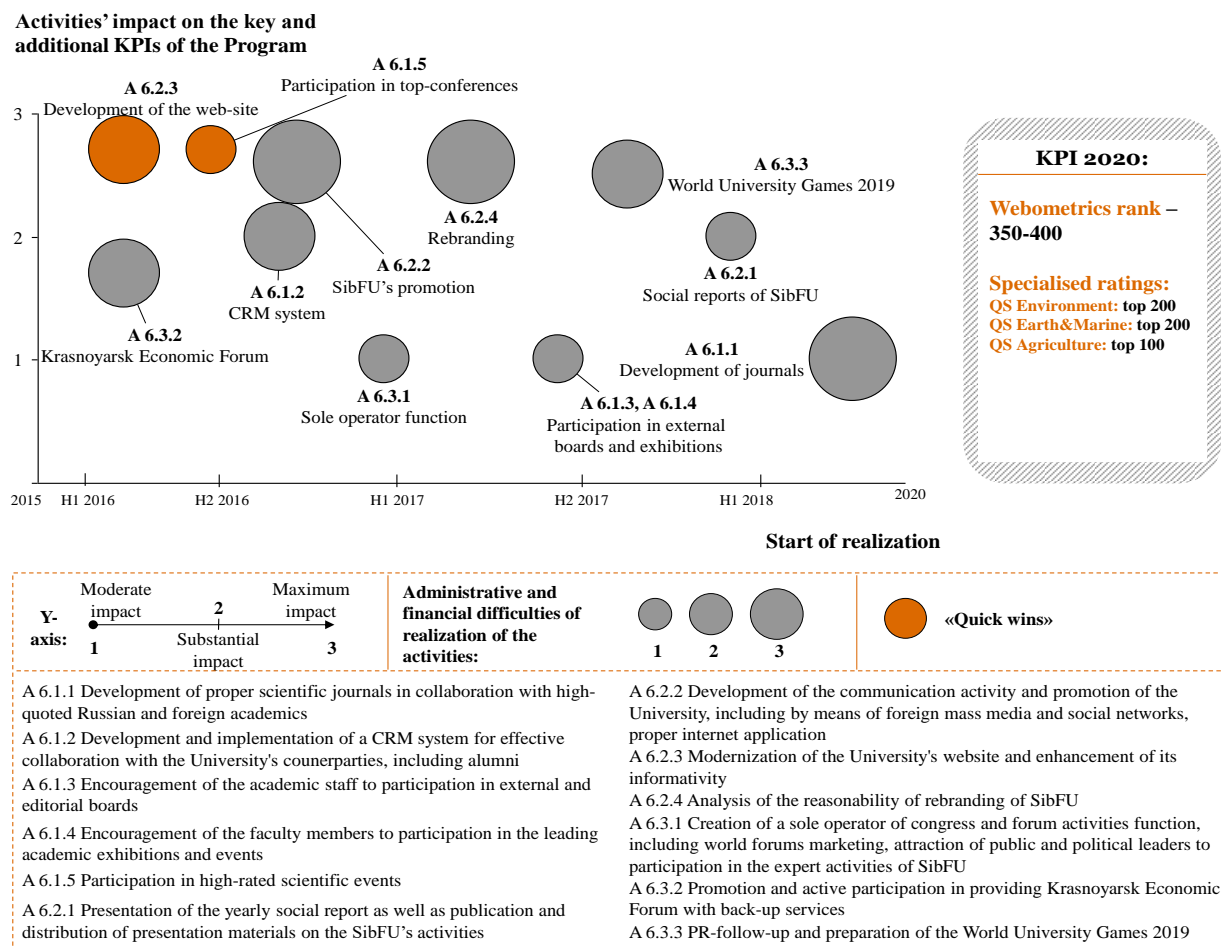 Activities' impact on the key and
additional KPIs of the Program
A 6.1.5
Participation in top-conferences
A 6.2.3
Development of the web-site
3
2
1
A 6.3.3
World University Games 2019
A 6.2.4
Rebranding
A 6.2.2
SibFU's promotion
A 6.2.1
Social reports of SibFU
A 6.1.2
CRM system
A 6.3.2
Krasnoyarsk Economic Forum
A 6.1.1
Development of journals
A 6.3.1
Sole operator function
A 6.1.3, A 6.1.4
Participation in external
boards and exhibitions
2015
H1 2016
H2 2016
H1 2017
H2 2017
H1 2018
2020
Start of realization
KPI 2020:
Webometrics rank –
350-400
Specialised ratings:
QS Environment: top 200
QS Earth&Marine: top 200
QS Agriculture: top 100
Y-
axis:
Moderate
impact
1
2
Substantial
impact
Maximum
impact
3
Administrative and
financial difficulties of
realization of the
activities:
1
2
3
«Quick wins»
A 6.1.1 Development of proper scientific journals in collaboration with high-
quoted Russian and foreign academics
A 6.1.2 Development and implementation of a CRM system for effective
collaboration with the University's counerparties, including alumni
A 6.1.3 Encouragement of the academic staff to participation in external and
editorial boards
A 6.1.4 Encouragement of the faculty members to participation in the leading
academic exhibitions and events
A 6.1.5 Participation in high-rated scientific events
A 6.2.1 Presentation of the yearly social report as well as publication and
distribution of presentation materials on the SibFU's activities
A 6.2.2 Development of the communication activity and promotion of the
University, including by means of foreign mass media and social networks,
proper internet application
A 6.2.3 Modernization of the University's website and enhancement of its
informativity
A 6.2.4 Analysis of the reasonability of rebranding of SibFU
A 6.3.1 Creation of a sole operator of congress and forum activities function,
including world forums marketing, attraction of public and political leaders to
participation in the expert activities of SibFU
A 6.3.2 Promotion and active participation in providing Krasnoyarsk Economic
Forum with back-up services
A 6.3.3 PR-follow-up and preparation of the World University Games 2019